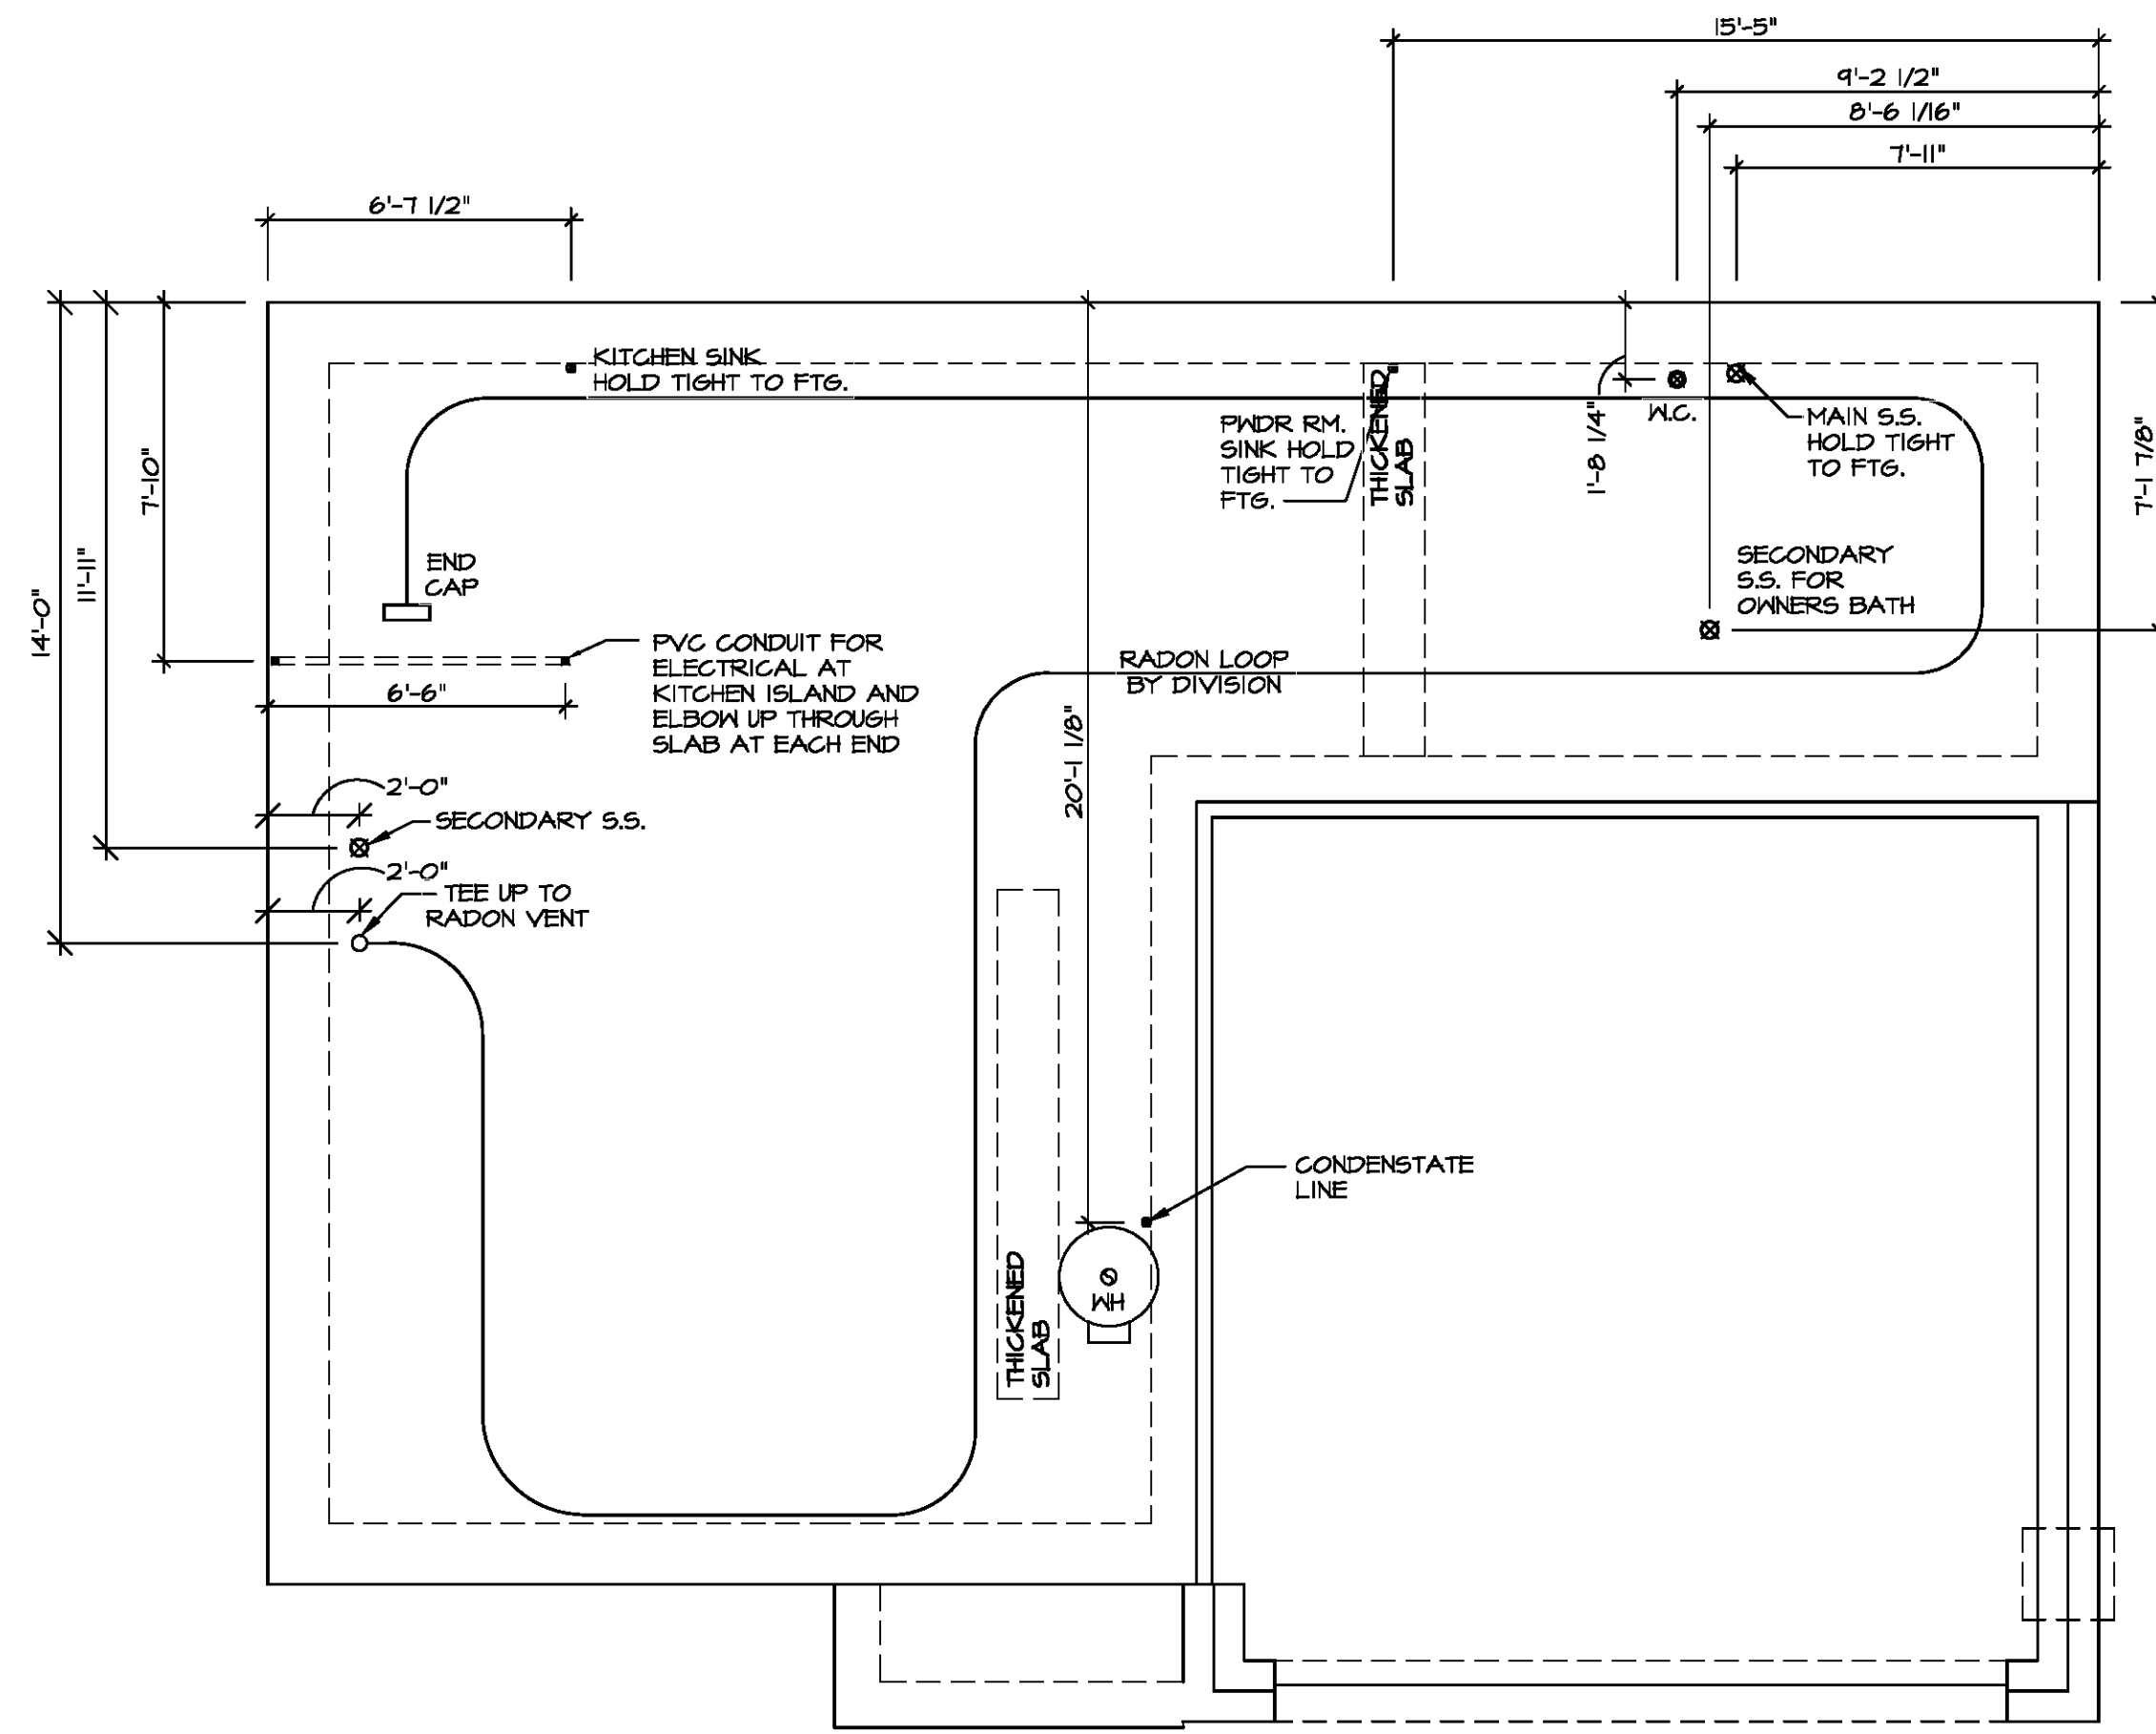 15'-5"
9'-2 1/2"
8'-6 1/16"
7'-11"
6'-7 1/2"
KITCHEN SINK
HOLD TIGHT TO FTG.
PWDR RM.
SINK HOLD
TIGHT TO
FTG.
THICKENED
SLAB
1'-8 1/4"
W.C.
MAIN S.S.
HOLD TIGHT
TO FTG.
7'-1 7/8"
7'-10"
11'-11"
14'-0"
END
CAP
SECONDARY
S.S. FOR
OWNERS BATH
PVC CONDUIT FOR
ELECTRICAL AT
KITCHEN ISLAND AND
ELBOW UP THROUGH
SLAB AT EACH END
6'-6"
RADON LOOP
BY DIVISION
20'-1 1/8"
2'-0"
SECONDARY S.S.
2'-0"
TEE UP TO
RADON VENT
CONDENSTATE
LINE
WH
THICKENED
SLAB